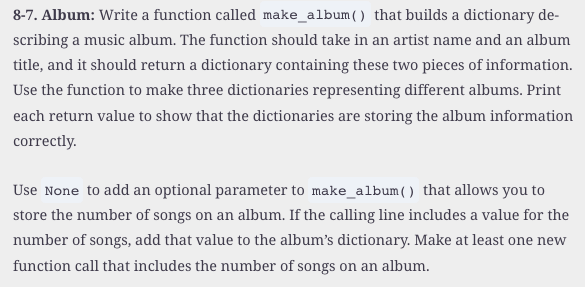 8-7. Album: Write a function called make_album() that builds a dictionary de-
scribing a music album. The function should take in an artist name and an album
title, and it should return a dictionary containing these two pieces of information.
Use the function to make three dictionaries representing different albums. Print
each return value to show that the dictionaries are storing the album information
correctly.
Use None to add an optional parameter to make_album() that allows you to
store the number of songs on an album. If the calling line includes a value for the
number of songs, add that value to the album’s dictionary. Make at least one new
function call that includes the number of songs on an album.